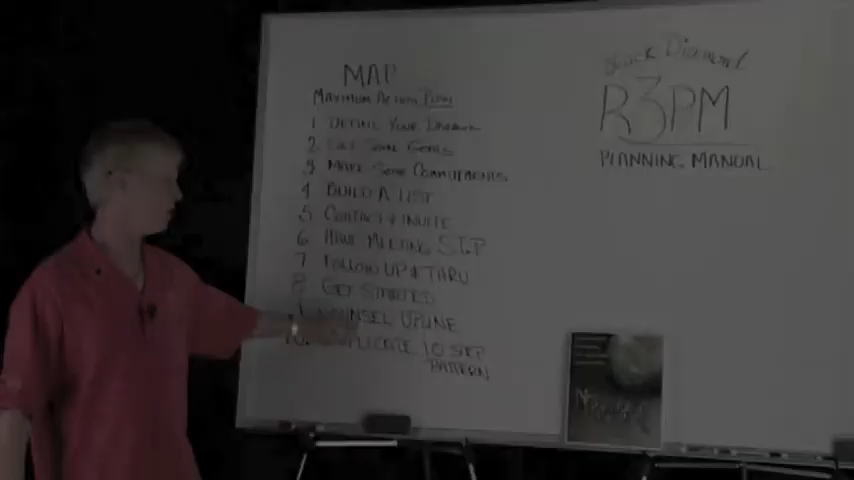 MAP
MAXIMUM ACTION PLAN
1 DEFINE YOUR DREAM
2. SET SOME GOALS
3 MAKE SOME COMMITMENTS
4 BUILD A LIST
5 CONTACT & INVITE
6 HAVE MEETING S.T.P
7 FOLLOW UP & THRU
8 GET STARTED
COUNSEL UPLINE
10. DUPLICATE 10 STEP
PATTERN
Black Diamond
R3PM
PLANNING MANUAL